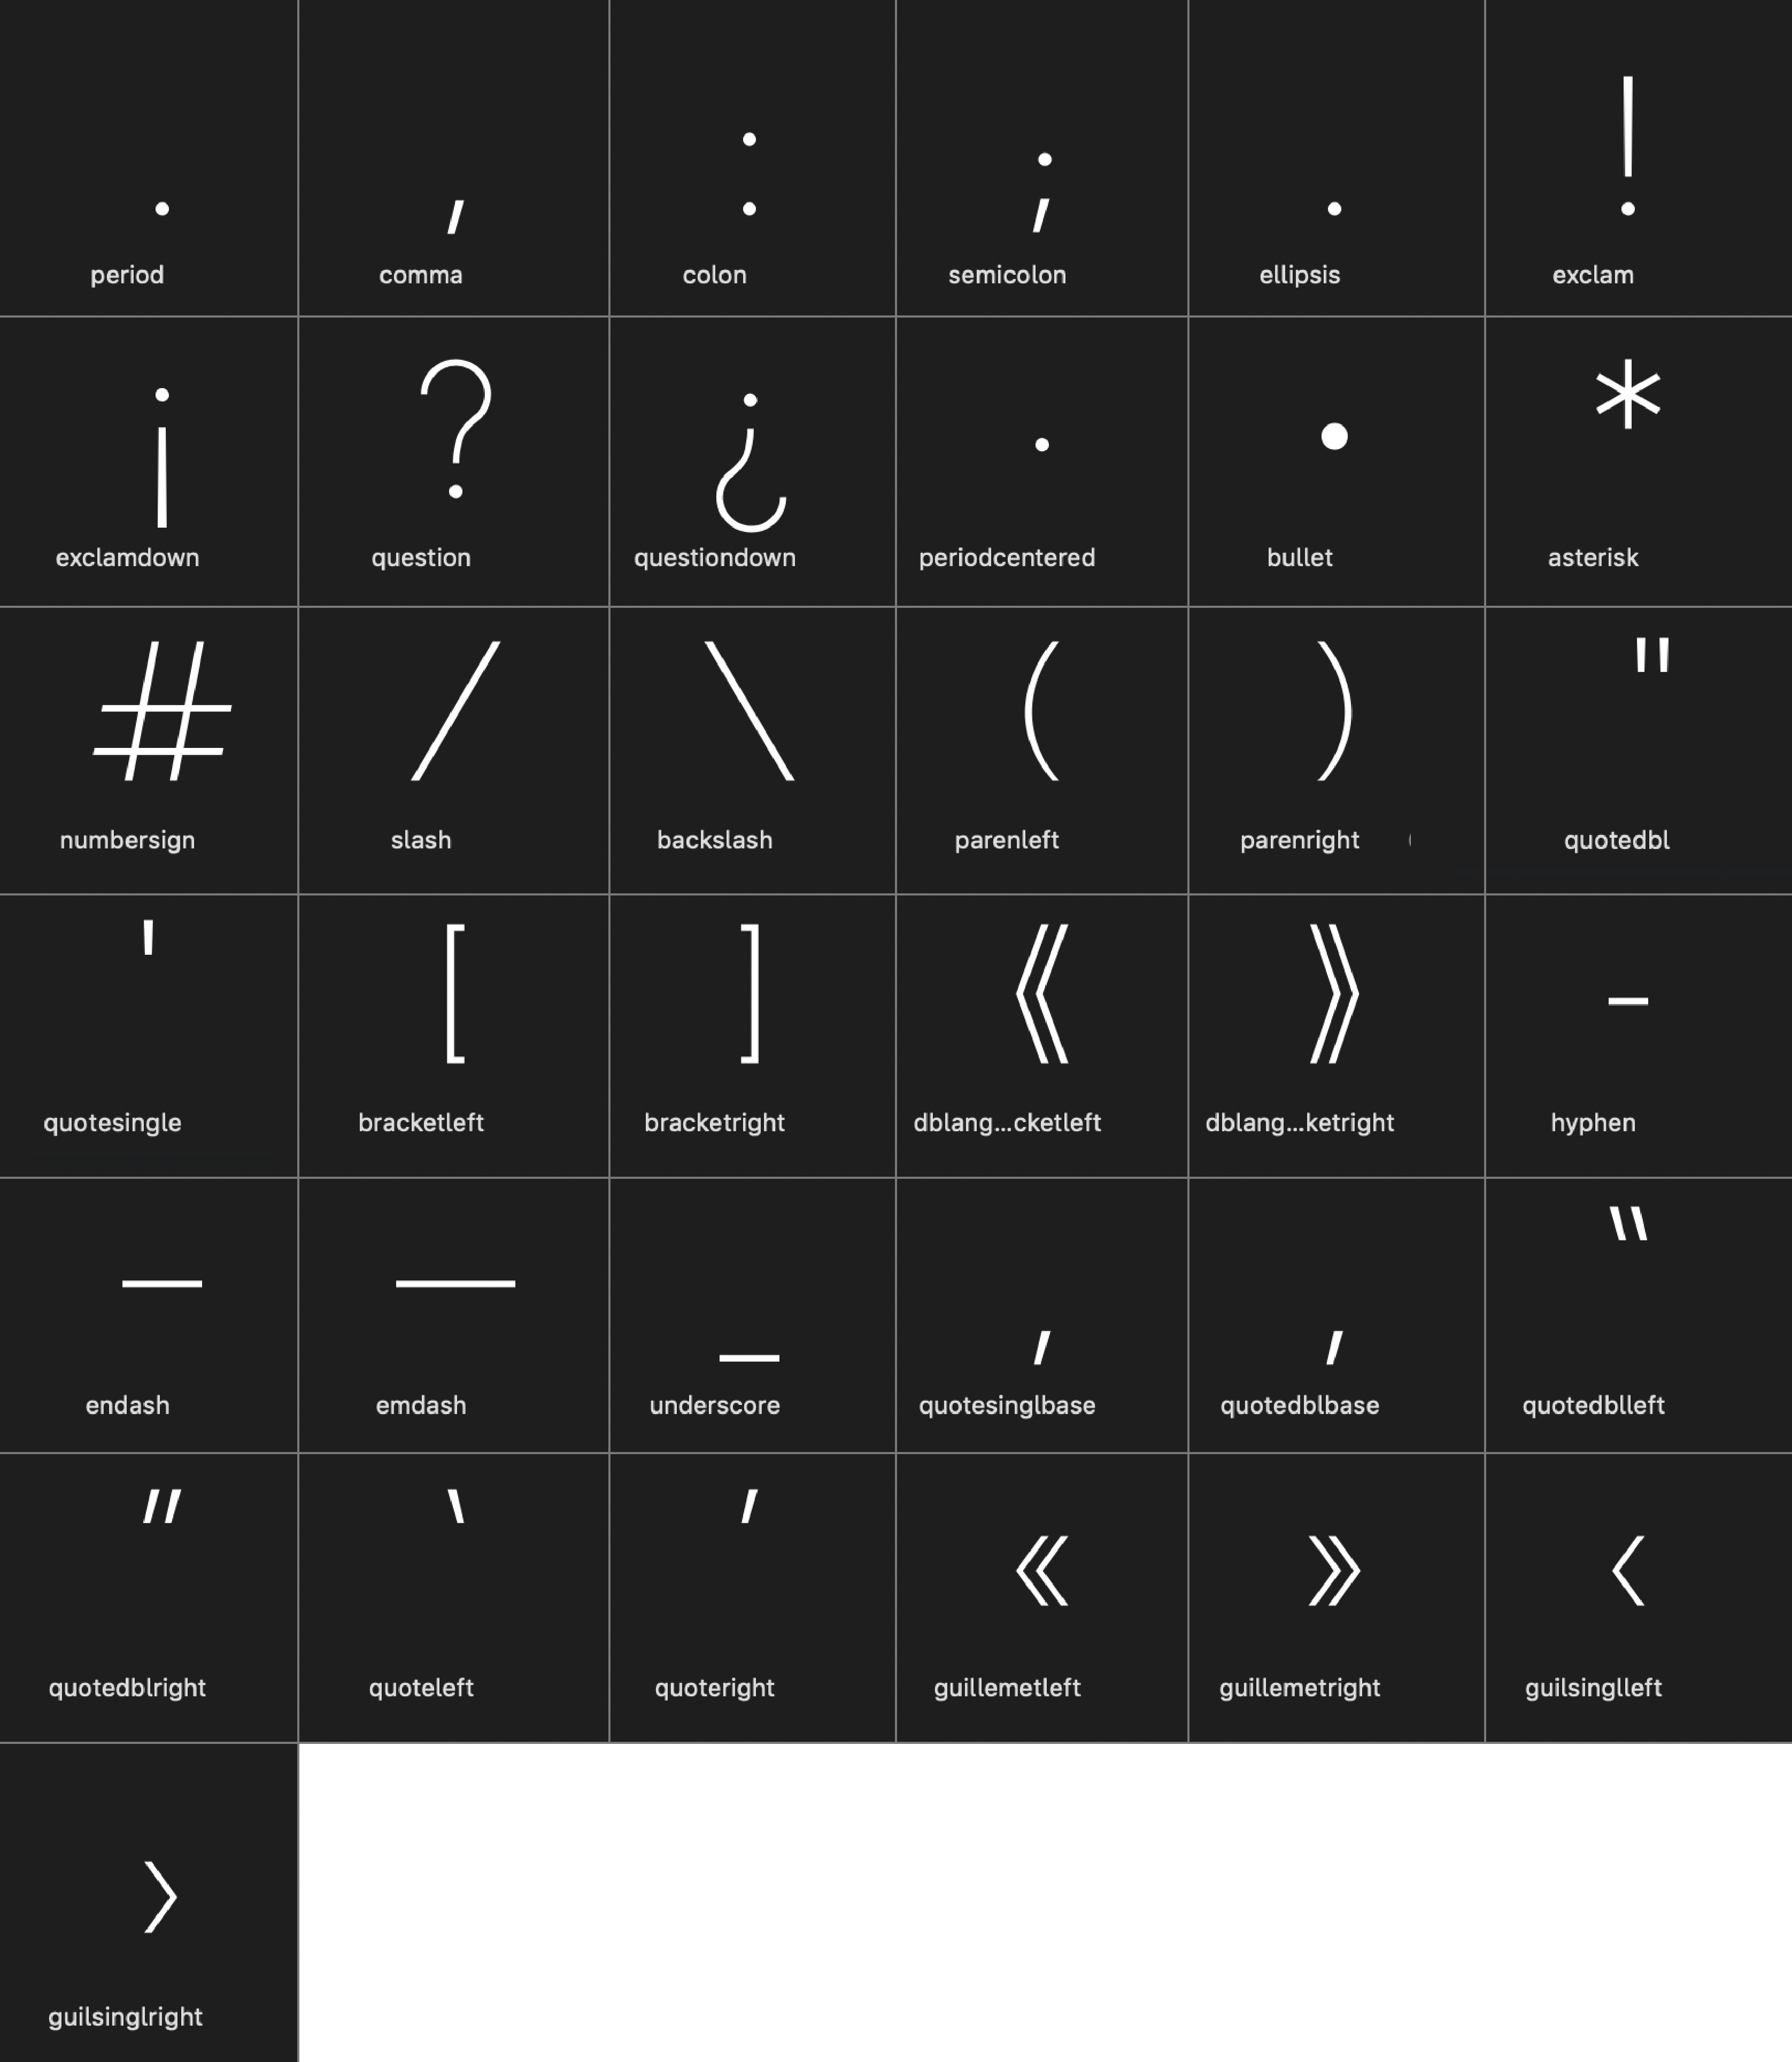 . , : ; . !
period comma colon semicolon ellipsis exclam
¡ ? ¿ · • *
exclamdown question questiondown periodcentered bullet asterisk
# / \ ( ) "
numbersign slash backslash parenleft parenright quotedbl
' [ ] 《 》 -
quotesingle bracketleft bracketright dblang...cketleft dblang...ketright hyphen
– — _ ‚ ‚ “
endash emdash underscore quotesinglbase quotedblbase quotedblleft
” ‘ ’ « » ‹
quotedblright quoteleft quoteright guillemetleft guillemetright guilsinglleft
›
guilsinglright